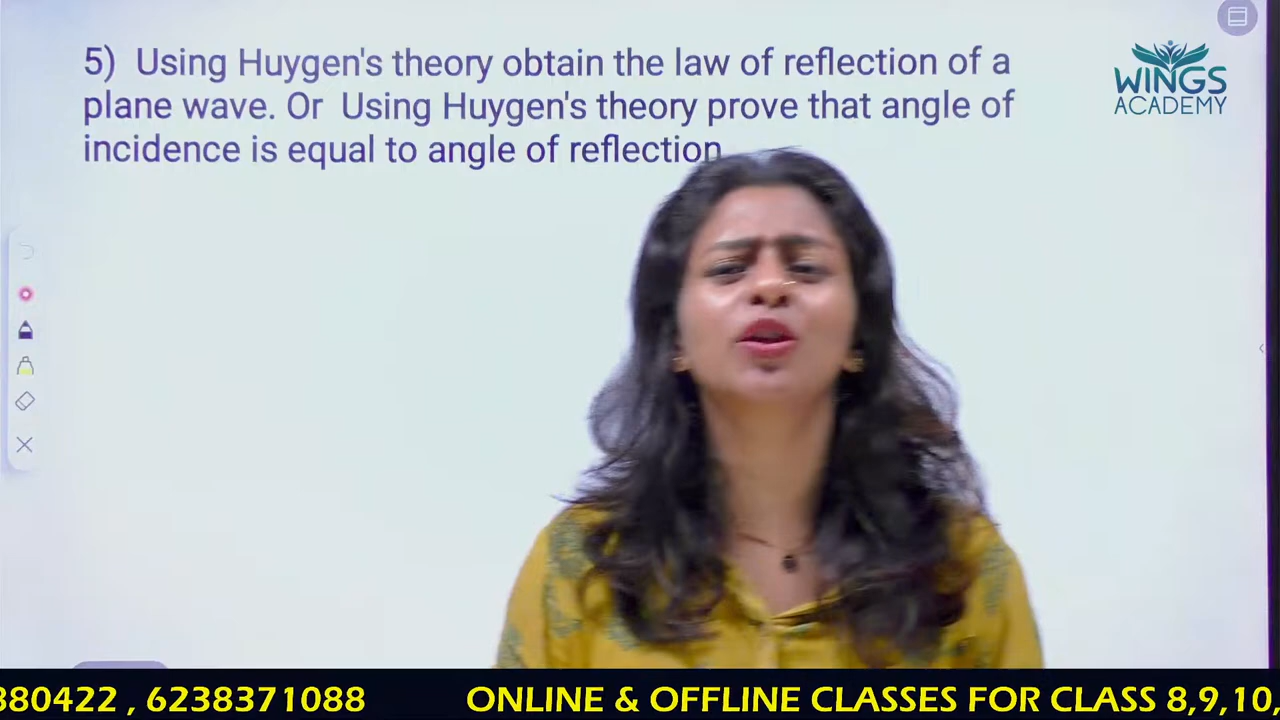 5) Using Huygen's theory obtain the law of reflection of a
plane wave. Or Using Huygen's theory prove that angle of
incidence is equal to angle of reflection
WINGS
ACADEMY
880422 , 6238371088 ONLINE & OFFLINE CLASSES FOR CLASS 8,9,10,